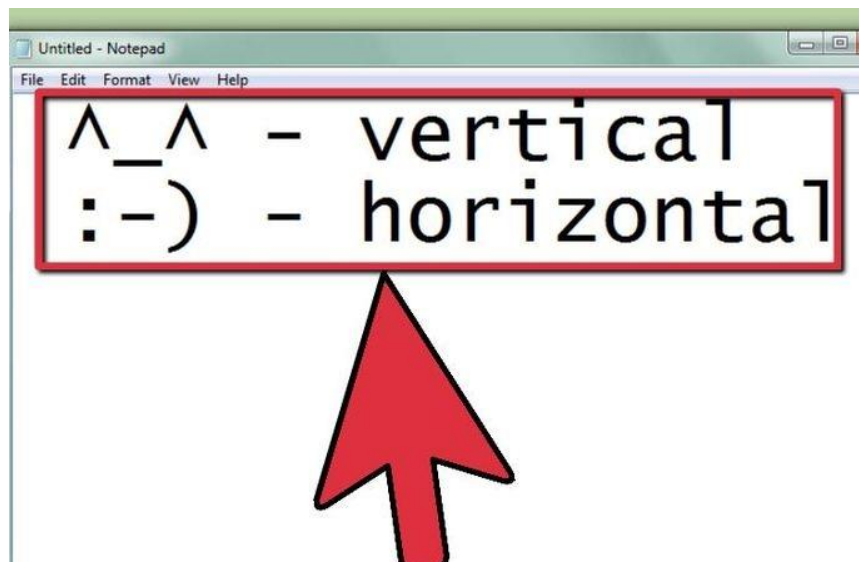 Untitled - Notepad
File Edit Format View Help
^_^ - vertical
:-) - horizontal